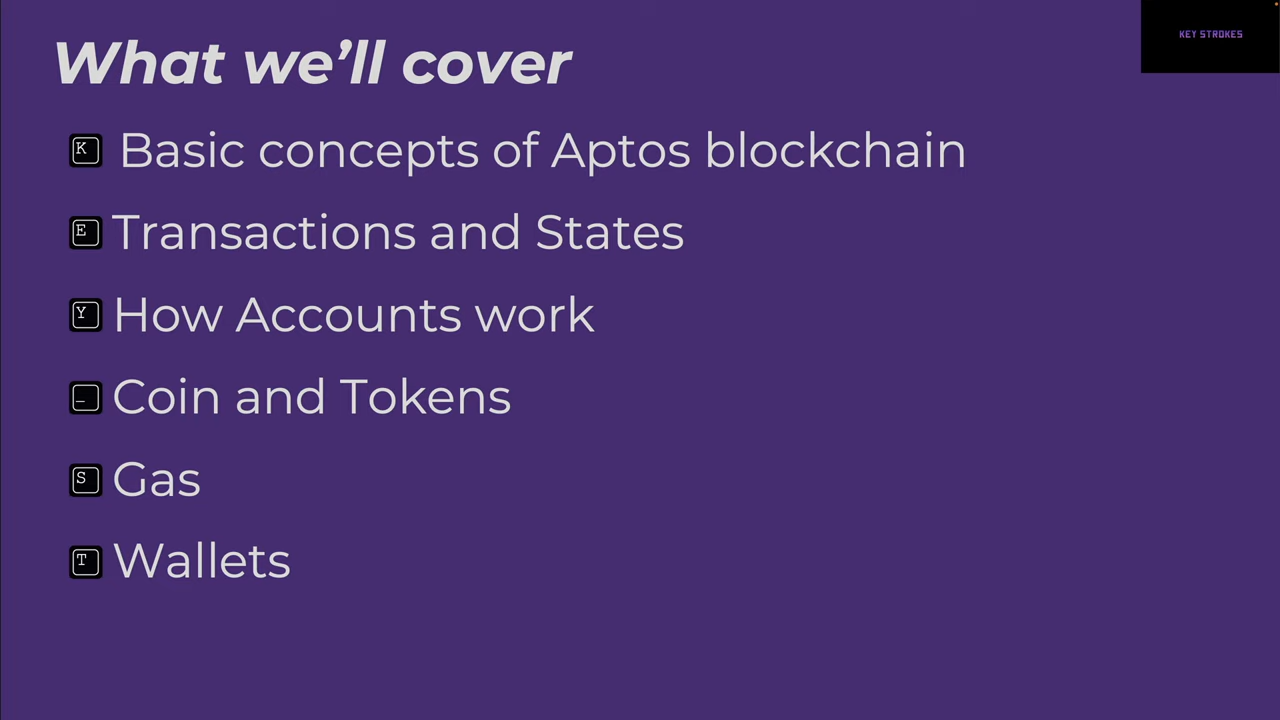 What we'll cover
KEY STROKES
K Basic concepts of Aptos blockchain
E Transactions and States
Y How Accounts work
_ Coin and Tokens
S Gas
T Wallets